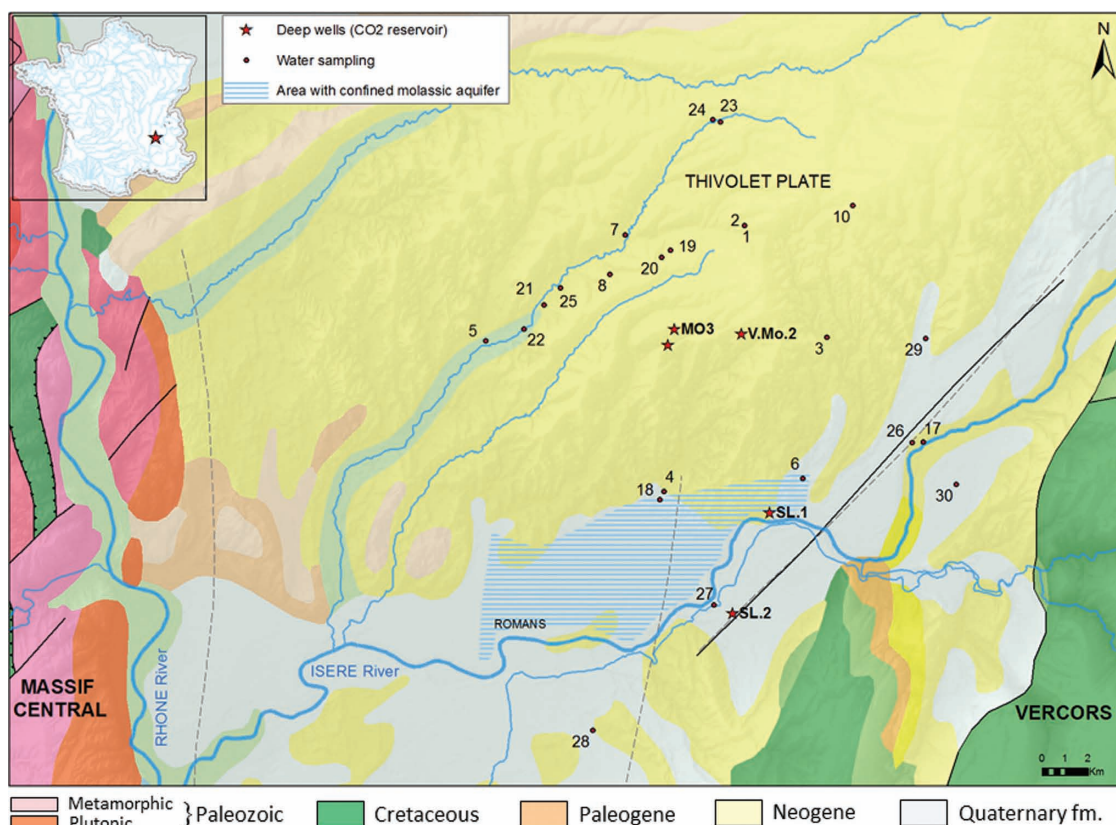 Deep wells (CO2 reservoir)
Water sampling
Area with confined molassic aquifer
N
24 23
THIVOLET PLATE
10
2
1
7
19
20
8
21 25
5
22
MO3
V.Mo.2
3
29
26 17
6
4
18
30
SL.1
27
SL.2
ROMANS
ISERE River
RHONE River
MASSIF
CENTRAL
VERCORS
28
0 1 2
Km
Metamorphic
Plutonic
}Paleozoic
Cretaceous
Paleogene
Neogene
Quaternary fm.